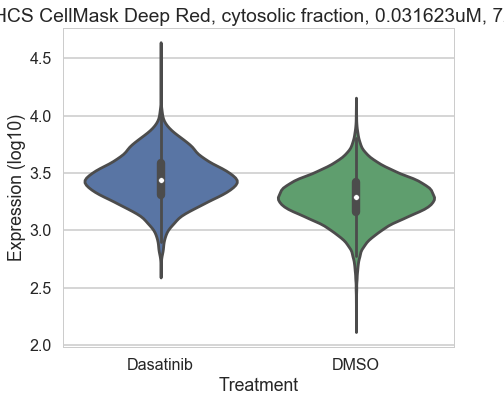 HCS CellMask Deep Red, cytosolic fraction, 0.031623uM, 7
Expression (log10)
4.5
4.0
3.5
3.0
2.5
2.0
Dasatinib
DMSO
Treatment